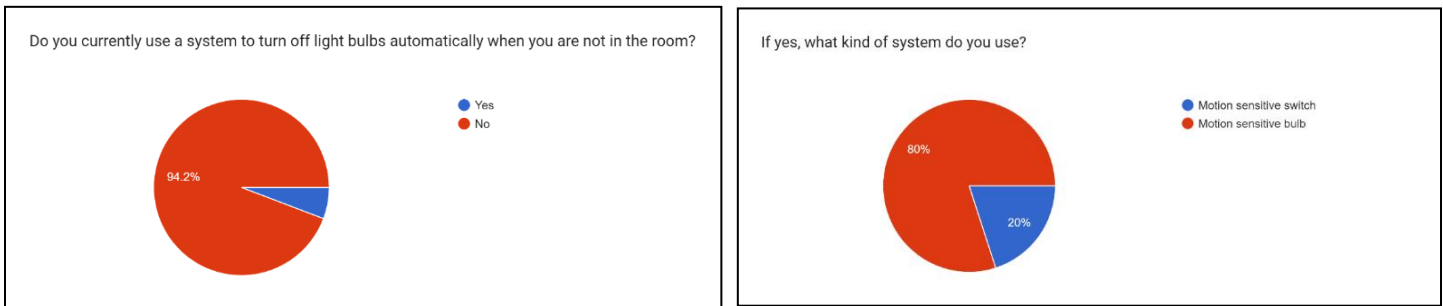 Do you currently use a system to turn off light bulbs automatically when you are not in the room?
Yes
No
94.2%
If yes, what kind of system do you use?
Motion sensitive switch
Motion sensitive bulb
80%
20%